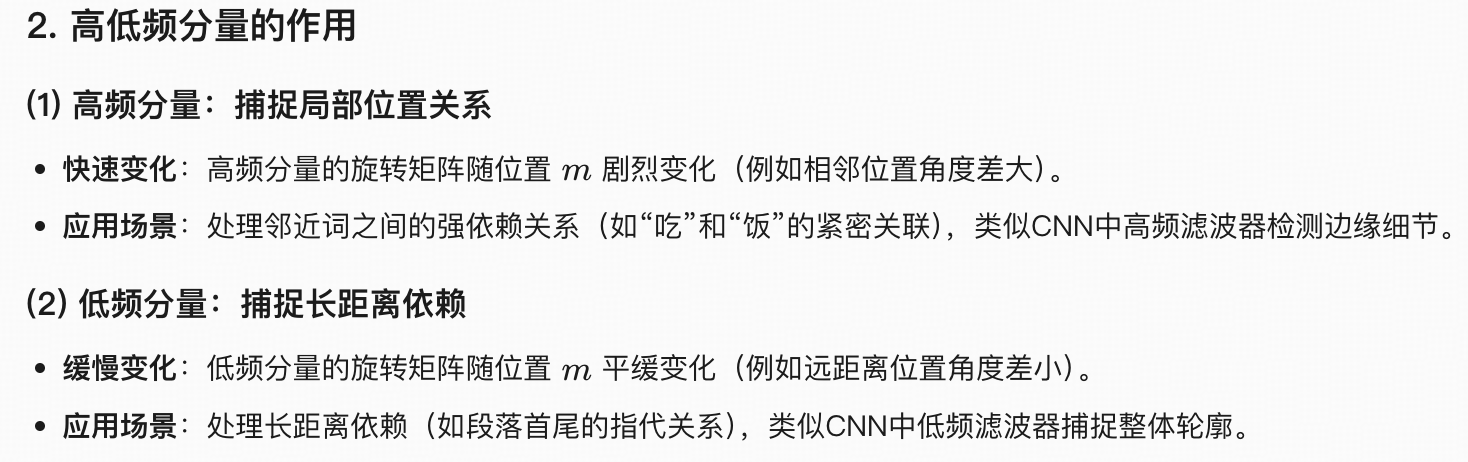 2. 高低频分量的作用
(1) 高频分量：捕捉局部位置关系
• 快速变化：高频分量的旋转矩阵随位置 m 剧烈变化（例如相邻位置角度差大）。
• 应用场景：处理邻近词之间的强依赖关系（如“吃”和“饭”的紧密关联），类似CNN中高频滤波器检测边缘细节。
(2) 低频分量：捕捉长距离依赖
• 缓慢变化：低频分量的旋转矩阵随位置 m 平缓变化（例如远距离位置角度差小）。
• 应用场景：处理长距离依赖（如段落首尾的指代关系），类似CNN中低频滤波器捕捉整体轮廓。